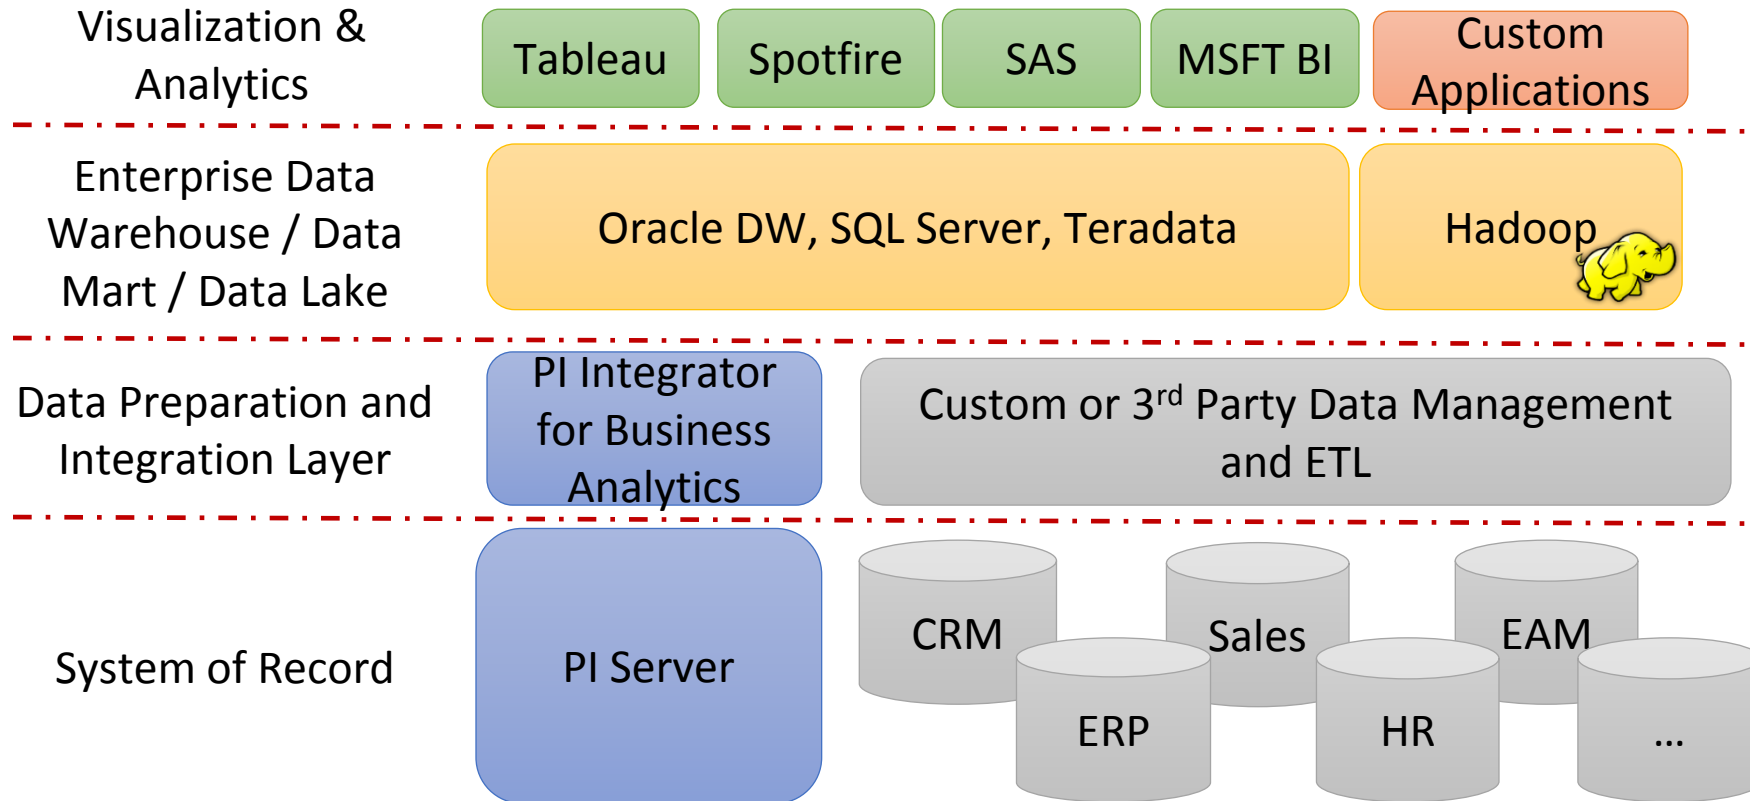 Visualization &
Analytics
Tableau
Spotfire
SAS
MSFT BI
Custom
Applications
Enterprise Data
Warehouse / Data
Mart / Data Lake
Oracle DW, SQL Server, Teradata
Hadoop
Data Preparation and
Integration Layer
PI Integrator
for Business
Analytics
Custom or 3rd Party Data Management
and ETL
System of Record
PI Server
CRM
Sales
EAM
ERP
HR
...